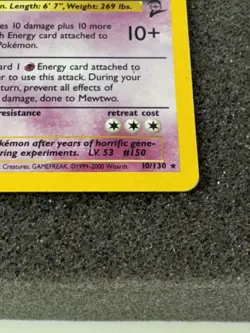 n. Length: 6' 7", Weight: 269 lbs.
2
es 10 damage plus 10 more
h Energy card attached to
Pokémon.
10+
ard 1 Energy card attached to
r to use this attack. During your
turn, prevent all effects of
damage, done to Mewtwo.
resistance retreat cost
kémon after years of horrific gene-
ring experiments. LV. 53 #150
Creatures, GAMEFREAK. ©1999-2000 Wizards. 10/130 ★